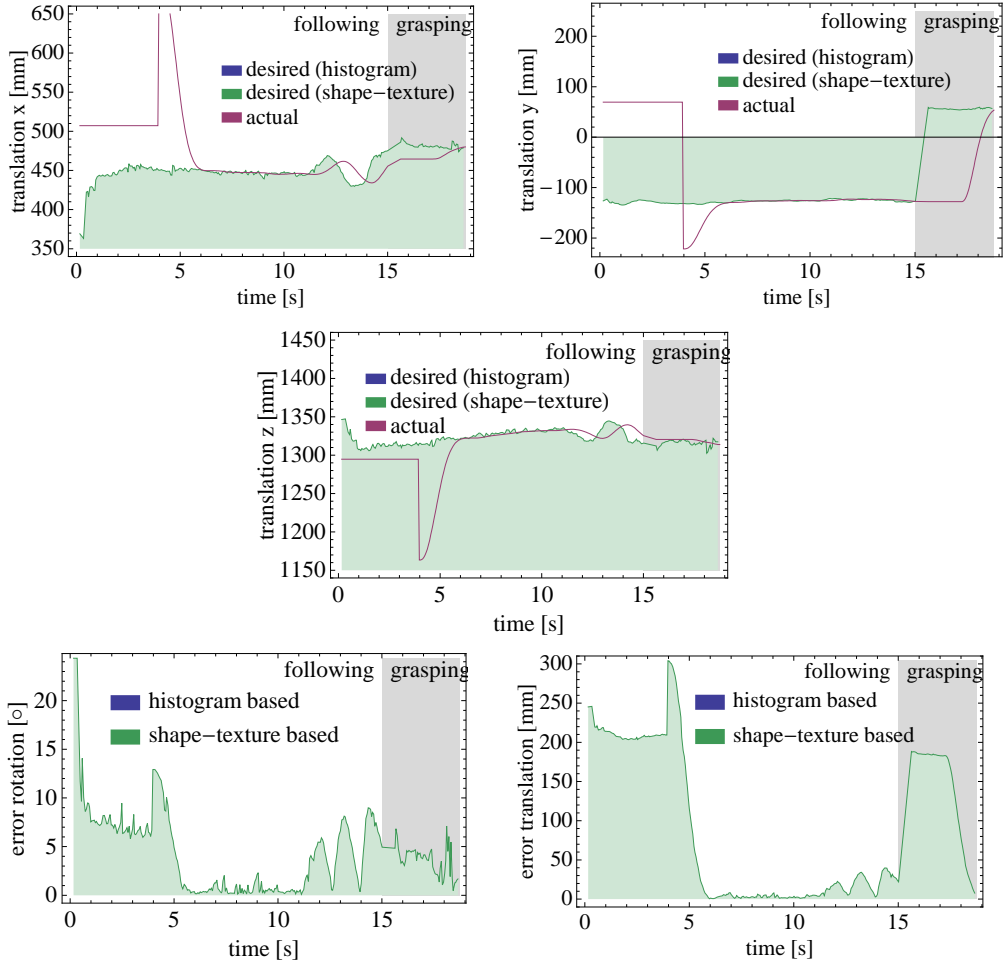 following grasping
translation x [mm]
650
600
550
500
450
400
350
desired (histogram)
desired (shape−texture)
actual
0 5 10 15
time [s]
following grasping
translation y [mm]
200
100
0
−100
−200
desired (histogram)
desired (shape−texture)
actual
0 5 10 15
time [s]
following grasping
translation z [mm]
1450
1400
1350
1300
1250
1200
1150
desired (histogram)
desired (shape−texture)
actual
0 5 10 15
time [s]
following grasping
error rotation [○]
20
15
10
5
0
histogram based
shape−texture based
0 5 10 15
time [s]
following grasping
error translation [mm]
300
250
200
150
100
50
0
histogram based
shape−texture based
0 5 10 15
time [s]